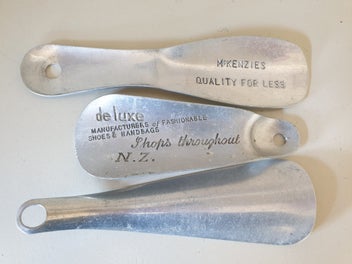 McKENZIES
QUALITY FOR LESS
de luxe
MANUFACTURERS of FASHIONABLE
SHOES & HANDBAGS
Shops throughout
N.Z.